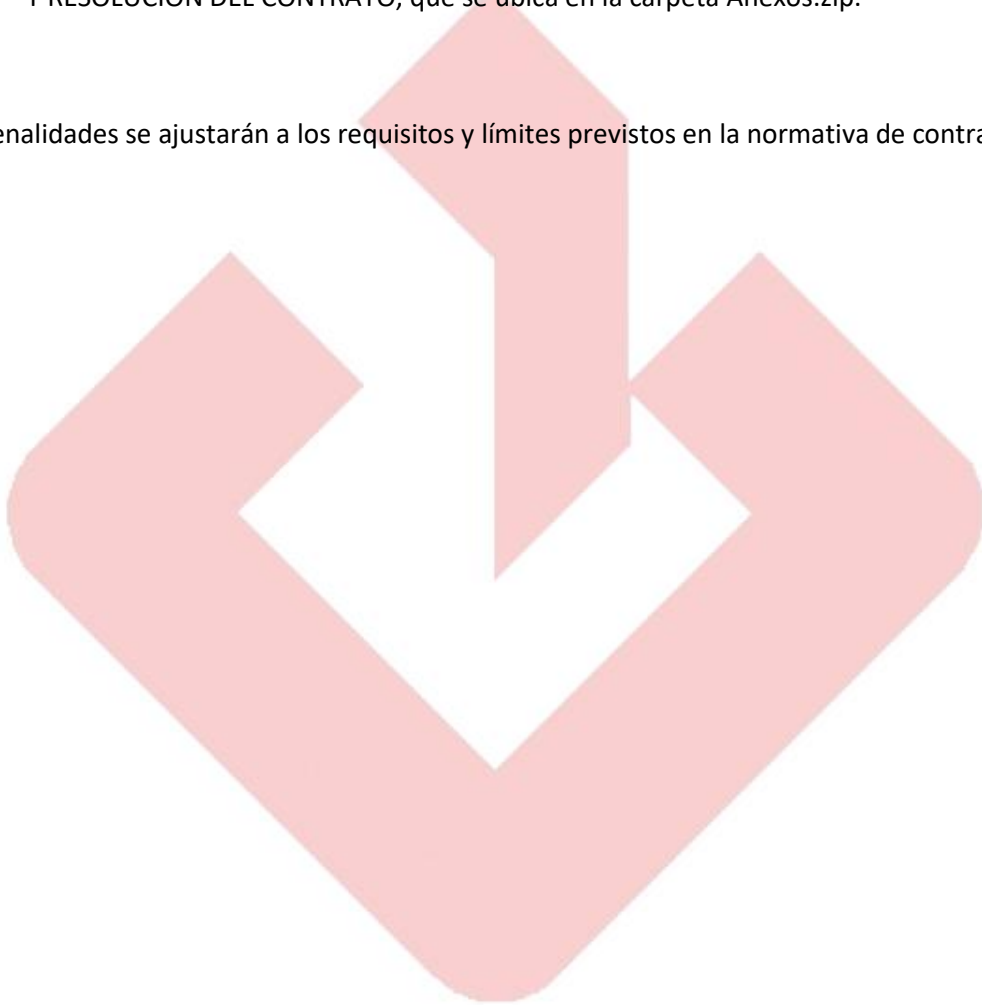 Y RESOLUCIÓN DEL CONTRATO, que se ubica en la carpeta Anexos.zip.
enalidades se ajustarán a los requisitos y límites previstos en la normativa de contra